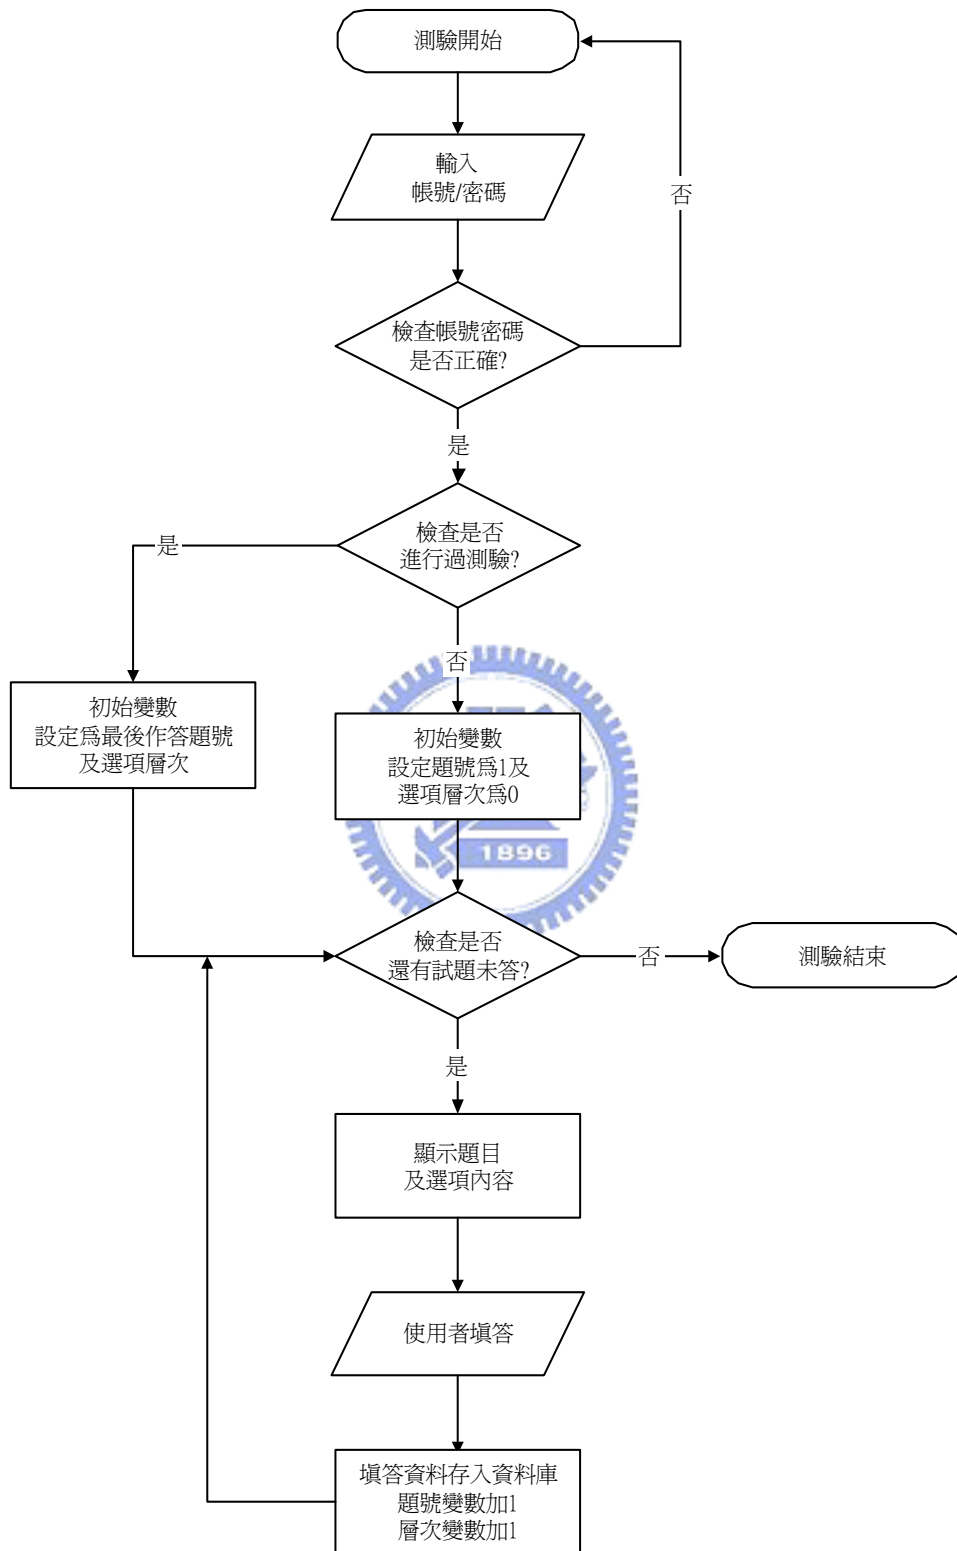 測驗開始
輸入
帳號/密碼
否
檢查帳號密碼
是否正確?
是
檢查是否
進行過測驗?
是
否
初始變數
設定為最後作答題號
及選項層次
初始變數
設定題號為1及
選項層次為0
1896
檢查是否
還有試題未答?
否
測驗結束
是
顯示題目
及選項內容
使用者填答
填答資料存入資料庫
題號變數加1
層次變數加1